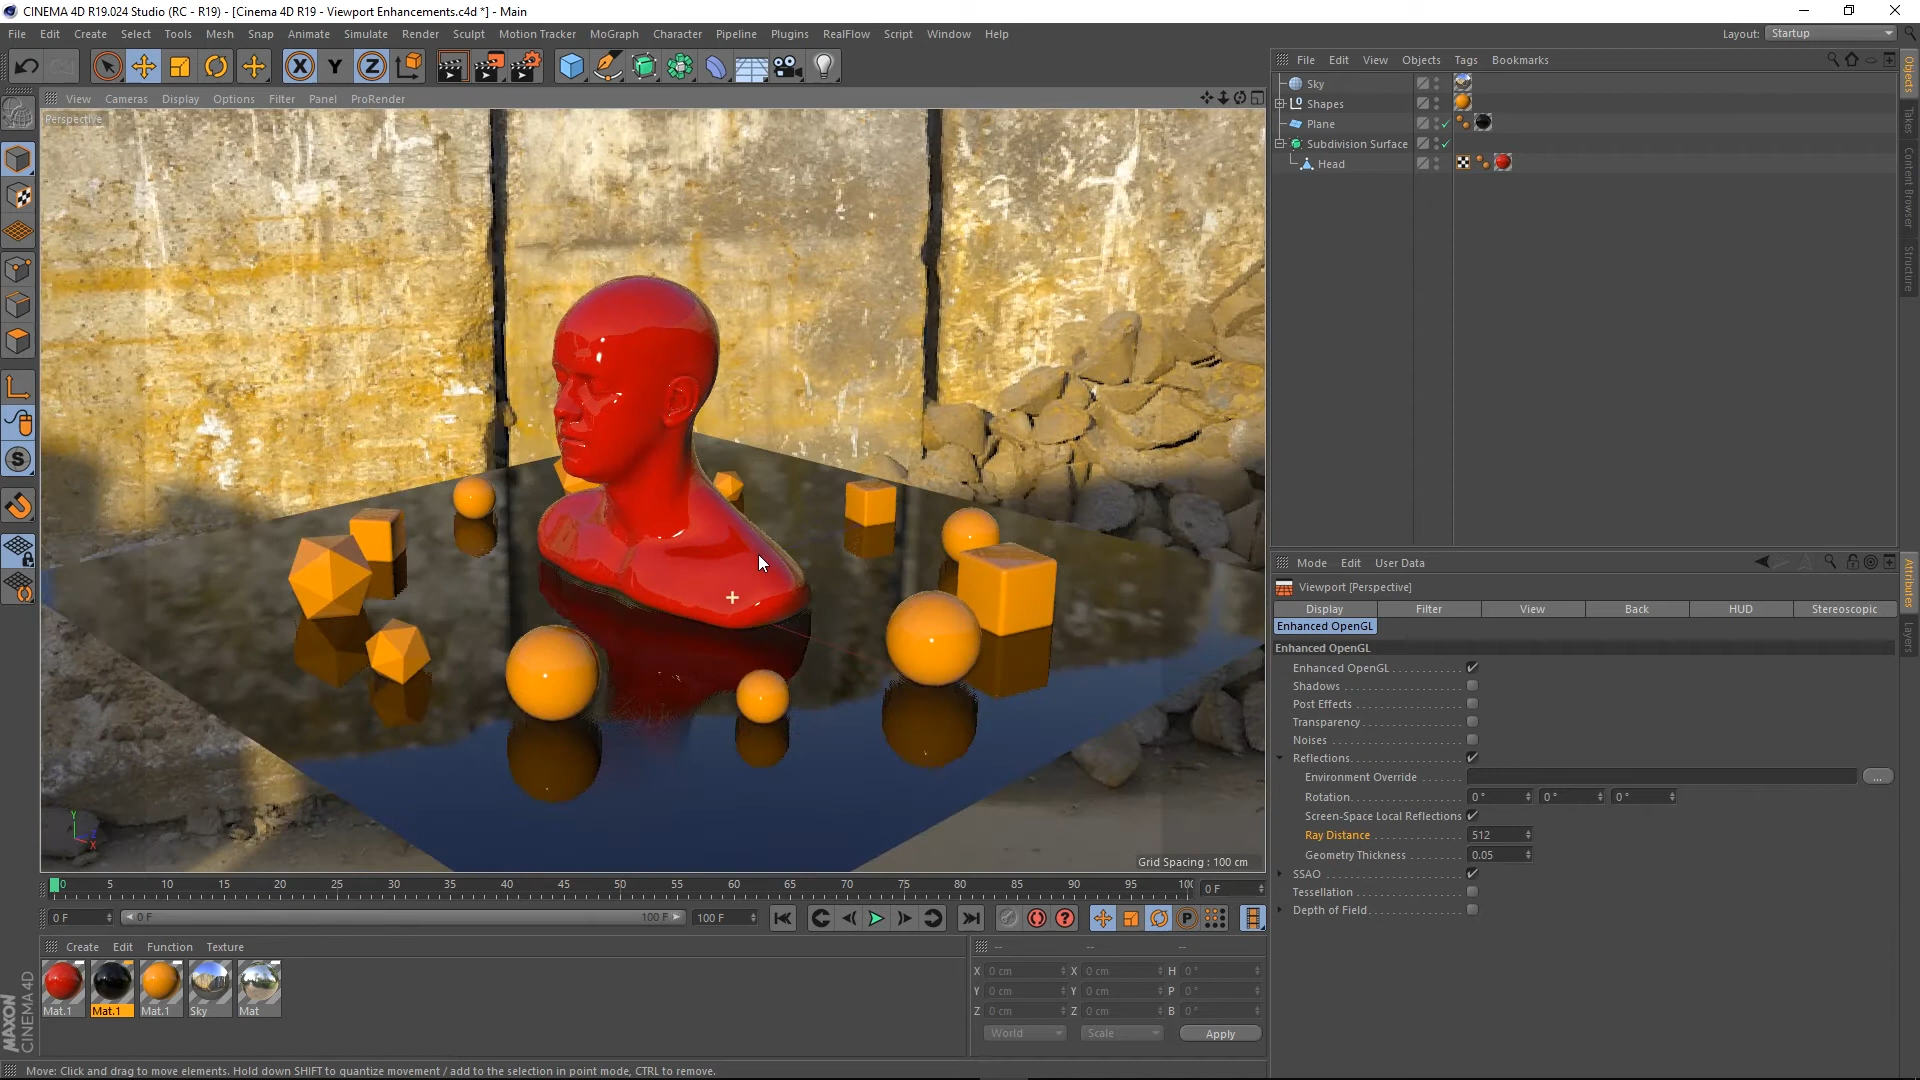 CINEMA 4D R19.024 Studio (RC - R19) - [Cinema 4D R19 - Viewport Enhancements.c4d *] - Main
File Edit Create Select Tools Mesh Snap Animate Simulate Render Sculpt Motion Tracker MoGraph Character Pipeline Plugins RealFlow Script Window Help
Layout: Startup
X Y Z
View Cameras Display Options Filter Panel ProRender
Perspective
File Edit View Objects Tags Bookmarks
Sky
Shapes
Plane
Subdivision Surface
Head
Objects
Takes
Content Browser
Structure
Mode Edit User Data
Viewport [Perspective]
Display Filter View Back HUD Stereoscopic
Enhanced OpenGL
Enhanced OpenGL
Enhanced OpenGL
Shadows
Post Effects
Transparency
Noises
Reflections
Environment Override ...
Rotation 0 ° 0 ° 0 °
Screen-Space Local Reflections
Ray Distance 512
Geometry Thickness 0.05
SSAO
Tessellation
Depth of Field
Attributes
Layers
Y
Z
X
Grid Spacing : 100 cm
0 5 10 15 20 25 30 35 40 45 50 55 60 65 70 75 80 85 90 95 100 0 F
0 F 0 F 100 F 100 F
P
Create Edit Function Texture
Mat.1 Mat.1 Mat.1 Sky Mat
-- -- --
X 0 cm X 0 cm H 0 °
Y 0 cm Y 0 cm P 0 °
Z 0 cm Z 0 cm B 0 °
World Scale Apply
MAXON
CINEMA 4D
Move: Click and drag to move elements. Hold down SHIFT to quantize movement / add to the selection in point mode, CTRL to remove.